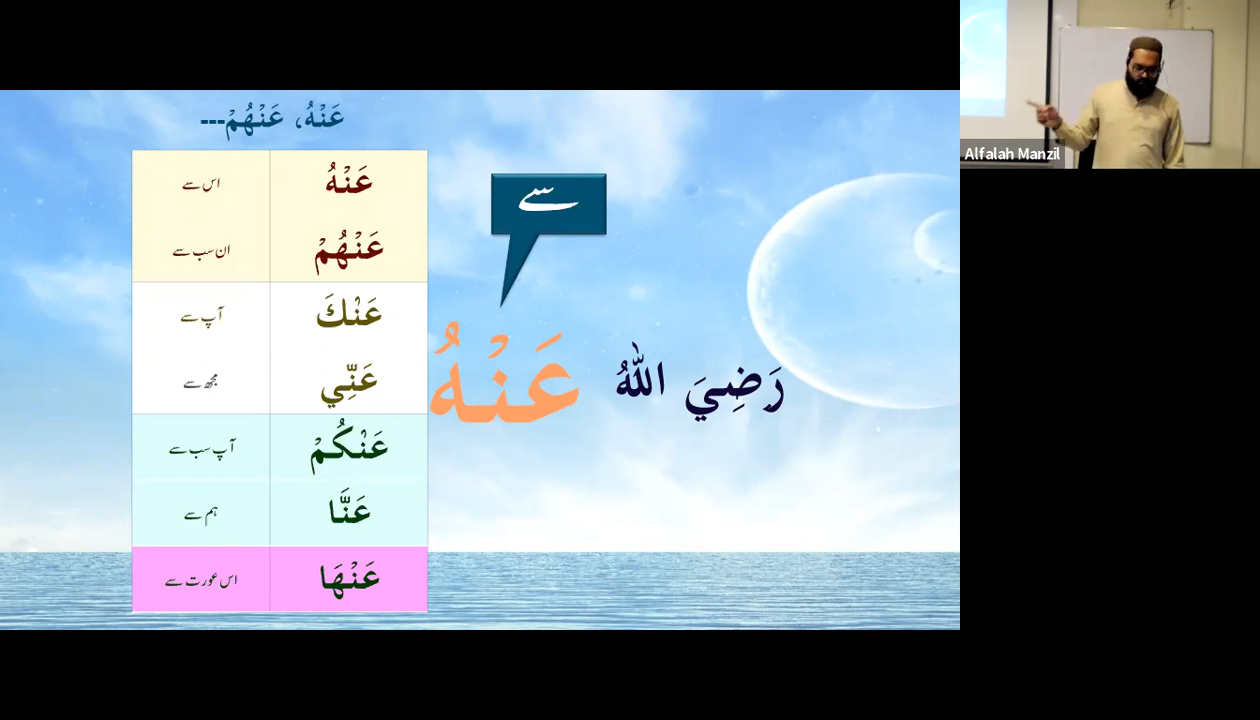 عَنْهُ، عَنْهُمْ---
عَنْهُ اس سے
عَنْهُمْ ان سب سے
عَنْكَ آپ سے
عَنِّي مجھ سے
عَنْكُمْ آپ سب سے
عَنَّا ہم سے
عَنْهَا اس عورت سے
سے
رَضِيَ اللّٰهُ عَنْهُ
Alfalah Manzil